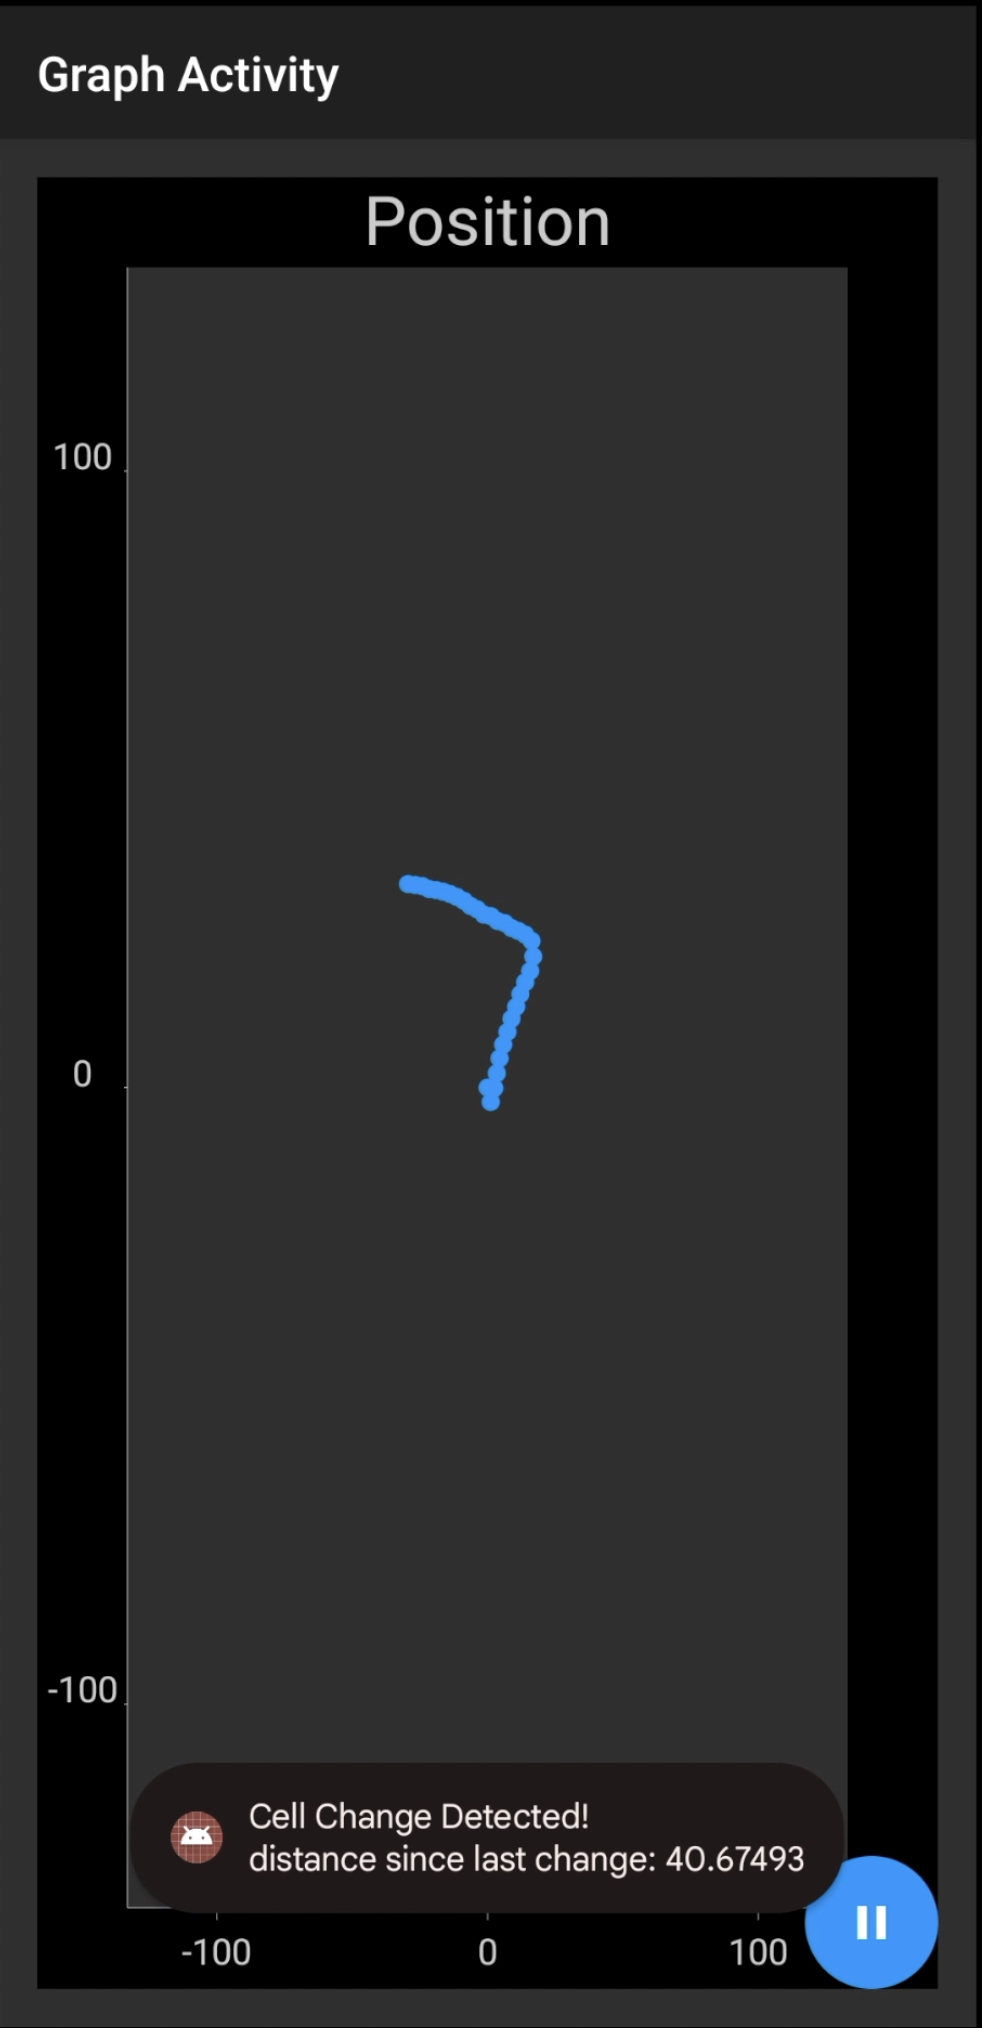 Graph Activity
Position
100
0
-100
Cell Change Detected!
distance since last change: 40.67493
-100 0 100